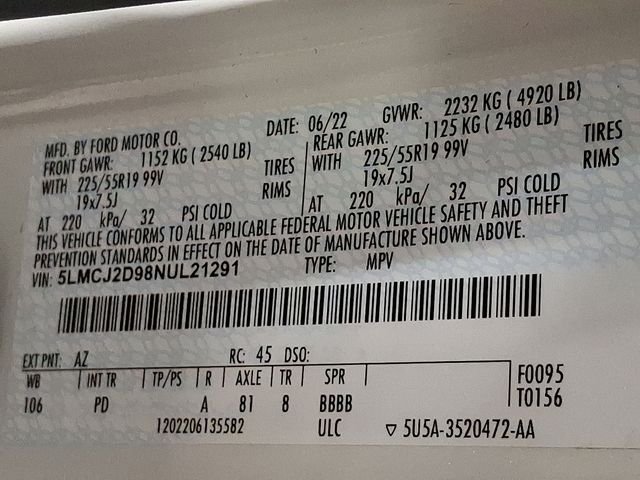 MFD. BY FORD MOTOR CO. DATE: 06/22 GVWR: 2232 KG ( 4920 LB)
FRONT GAWR: 1152 KG ( 2540 LB) REAR GAWR: 1125 KG ( 2480 LB)
WITH 225/55R19 99V TIRES WITH 225/55R19 99V TIRES
19x7.5J RIMS 19x7.5J RIMS
AT 220 kPa/ 32 PSI COLD AT 220 kPa/ 32 PSI COLD
THIS VEHICLE CONFORMS TO ALL APPLICABLE FEDERAL MOTOR VEHICLE SAFETY AND THEFT
PREVENTION STANDARDS IN EFFECT ON THE DATE OF MANUFACTURE SHOWN ABOVE.
VIN: 5LMCJ2D98NUL21291 TYPE: MPV
EXT PNT: AZ RC: 45 DSO:
WB INT TR TP/PS R AXLE TR SPR F0095
106 PD A 81 8 BBBB T0156
1202206135582 ULC ▽ 5U5A-3520472-AA